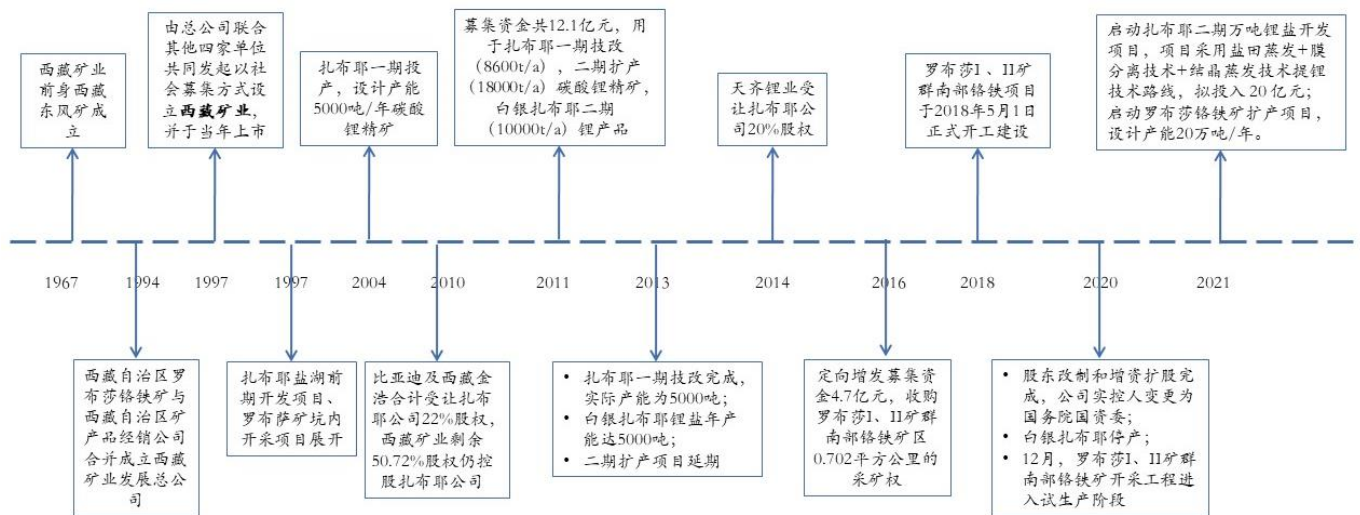 西藏矿业
前身西藏
东风矿成
立
由总公司联合
其他四家单位
共同发起以社
会募集方式设
立西藏矿业，
并于当年上市
扎布耶一期投
产，设计产能
5000吨/年碳酸
锂精矿
募集资金共12.1亿元，用
于扎布耶一期技改
(8600t/a)，二期扩产
(18000t/a)碳酸锂精矿，
白银扎布耶二期
(10000t/a)锂产品
天齐锂业受
让扎布耶公
司20%股权
罗布莎I、II矿
群南部铬铁项目
于2018年5月1日
正式开工建设
启动扎布耶二期万吨锂盐开发
项目，项目采用盐田蒸发+膜
分离技术+结晶蒸发技术提锂
技术路线，拟投入20亿元；
启动罗布莎铬铁矿扩产项目，
设计产能20万吨/年。
1967
1994
1997
1997
2004
2010
2011
2013
2014
2016
2018
2020
2021
西藏自治区罗
布莎铬铁矿与
西藏自治区矿
产品经销公司
合并成立西藏
矿业发展总公
司
扎布耶盐湖前
期开发项目、
罗布萨矿坑内
开采项目展开
比亚迪及西藏金
浩合计受让扎布
耶公司22%股权，
西藏矿业剩余
50.72%股权仍控
股扎布耶公司
• 扎布耶一期技改完成，
实际产能为5000吨；
• 白银扎布耶锂盐年产
能达5000吨；
• 二期扩产项目延期
定向增发募集资
金4.7亿元，收购
罗布莎I、II矿群
南部铬铁矿区
0.702平方公里的
采矿权
• 股东改制和增资扩股完
成，公司实控人变更为
国务院国资委；
• 白银扎布耶停产；
• 12月，罗布莎I、II矿群
南部铬铁矿开采工程进
入试生产阶段